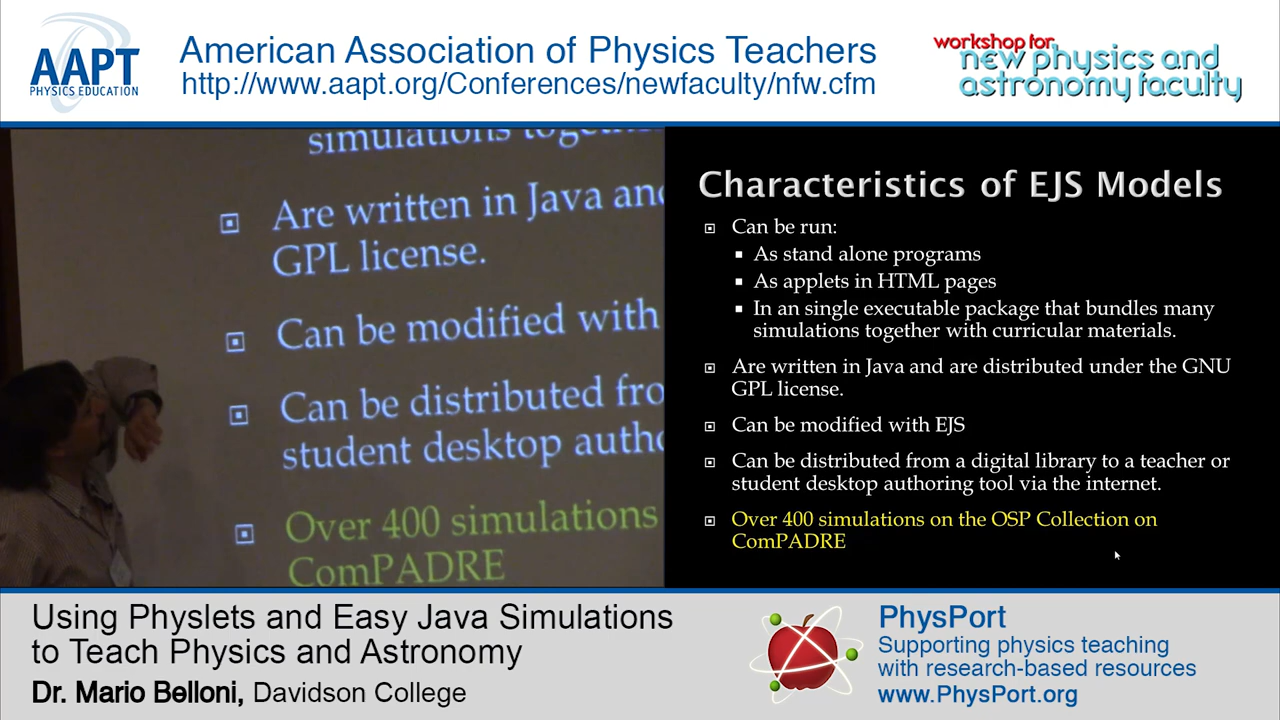 AAPT
PHYSICS EDUCATION
American Association of Physics Teachers
http://www.aapt.org/Conferences/newfaculty/nfw.cfm
workshop for
new physics and
astronomy faculty
simulations
Are written in Java and
GPL license.
Can be modified with
Can be distributed
student desktop
Over 400 simulations
ComPADRE
Characteristics of EJS Models
Can be run:
As stand alone programs
As applets in HTML pages
In an single executable package that bundles many
simulations together with curricular materials.
Are written in Java and are distributed under the GNU
GPL license.
Can be modified with EJS
Can be distributed from a digital library to a teacher or
student desktop authoring tool via the internet.
Over 400 simulations on the OSP Collection on
ComPADRE
Using Physlets and Easy Java Simulations
to Teach Physics and Astronomy
Dr. Mario Belloni, Davidson College
PhysPort
Supporting physics teaching
with research-based resources
www.PhysPort.org